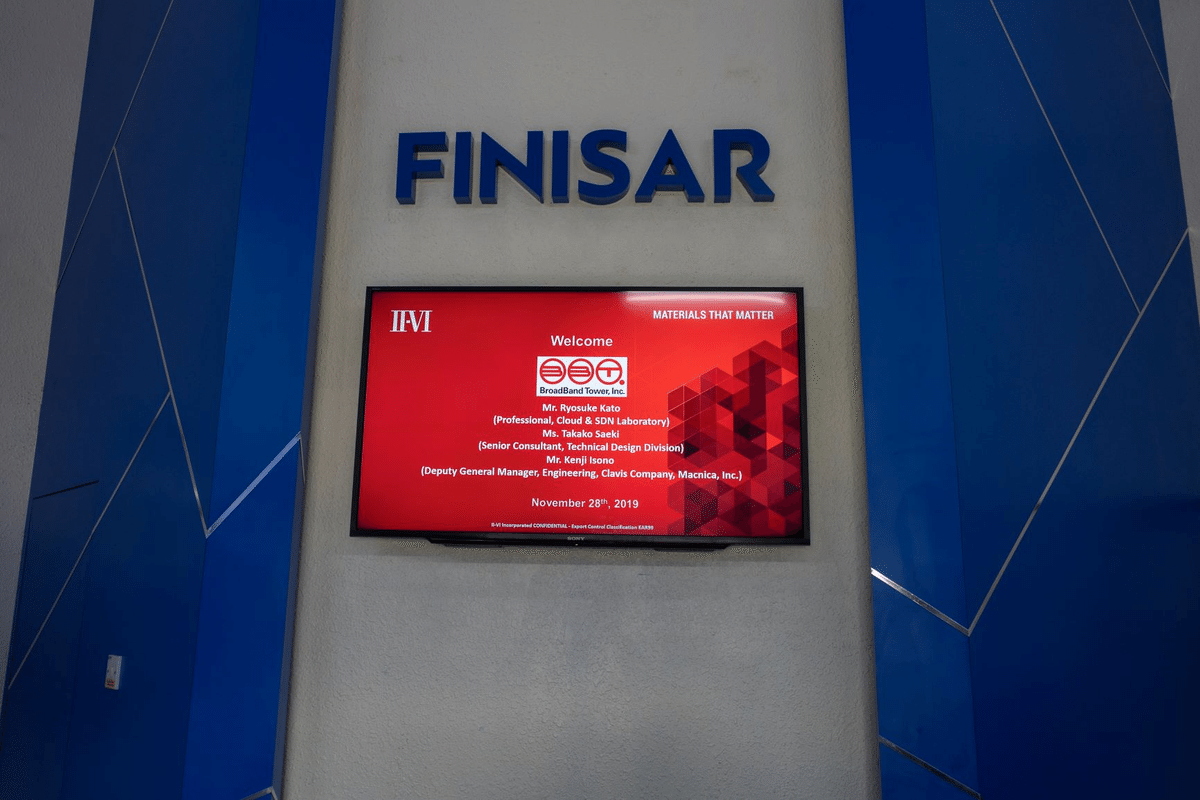 FINISAR
II-VI
MATERIALS THAT MATTER
Welcome
BBT.
BroadBand Tower, Inc.
Mr. Ryosuke Kato
(Professional, Cloud & SDN Laboratory)
Ms. Takako Saeki
(Senior Consultant, Technical Design Division)
Mr. Kenji Isono
(Deputy General Manager, Engineering, Clavis Company, Macnica, Inc.)
November 28th, 2019
II-VI Incorporated CONFIDENTIAL - Export Control Classification EAR99
SONY